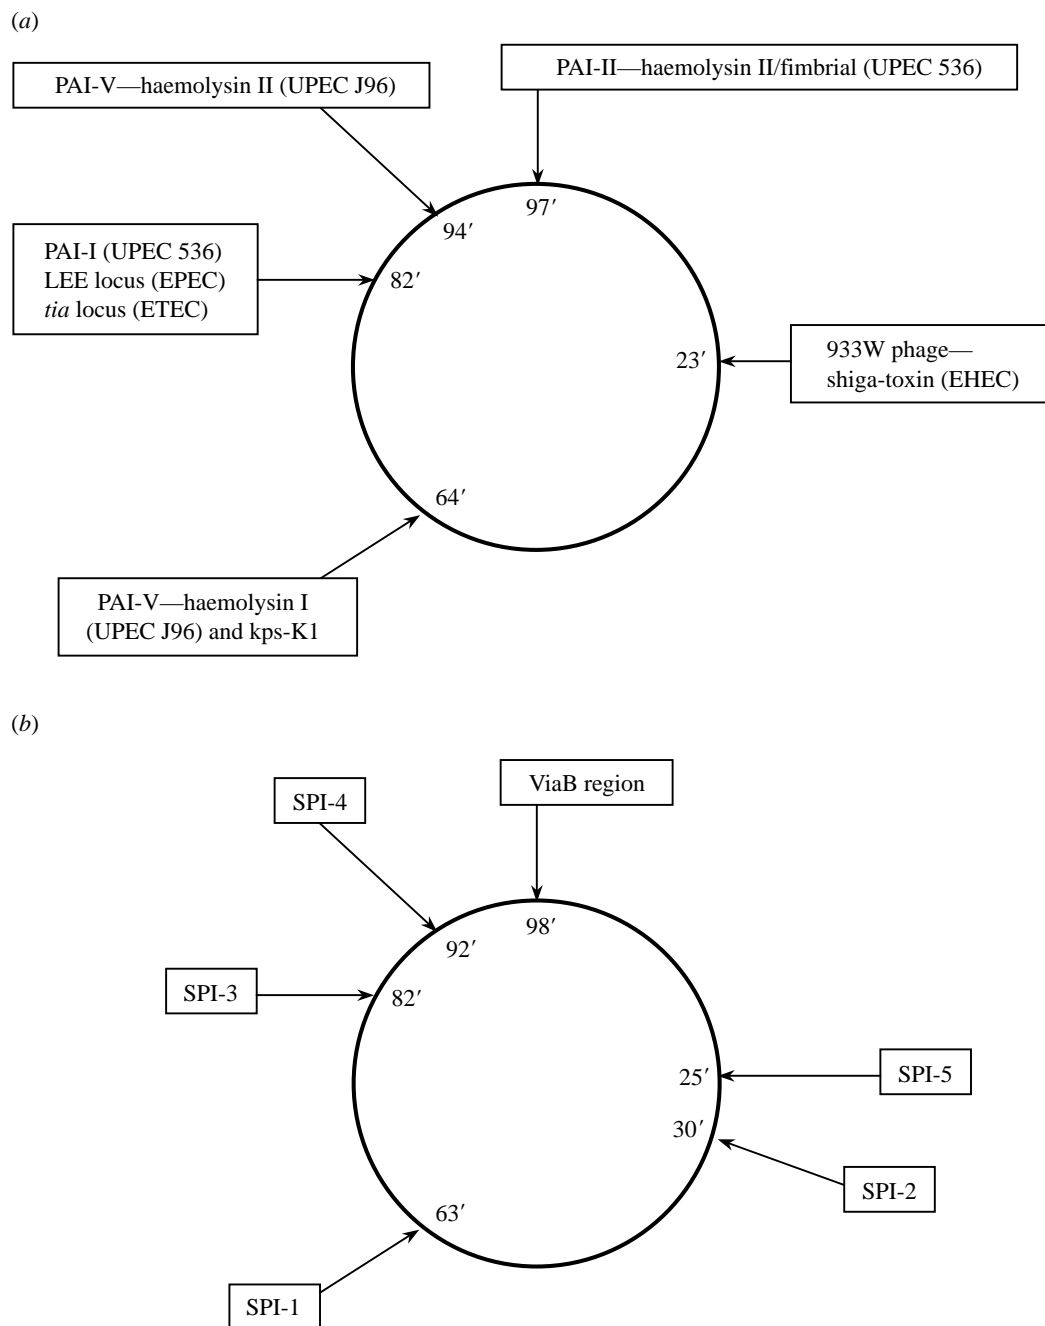 (a)
PAI-V—haemolysin II (UPEC J96)
PAI-II—haemolysin II/fimbrial (UPEC 536)
97′
94′
PAI-I (UPEC 536)
LEE locus (EPEC)
tia locus (ETEC)
82′
23′
933W phage—
shiga-toxin (EHEC)
64′
PAI-V—haemolysin I
(UPEC J96) and kps-K1
(b)
SPI-4
ViaB region
98′
92′
SPI-3
82′
25′
SPI-5
30′
SPI-2
63′
SPI-1